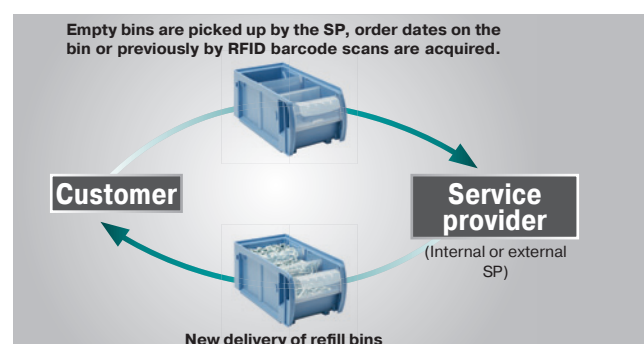 Empty bins are picked up by the SP, order dates on the
bin or previously by RFID barcode scans are acquired.
Customer
Service
provider
(Internal or external
SP)
New delivery of refill bins